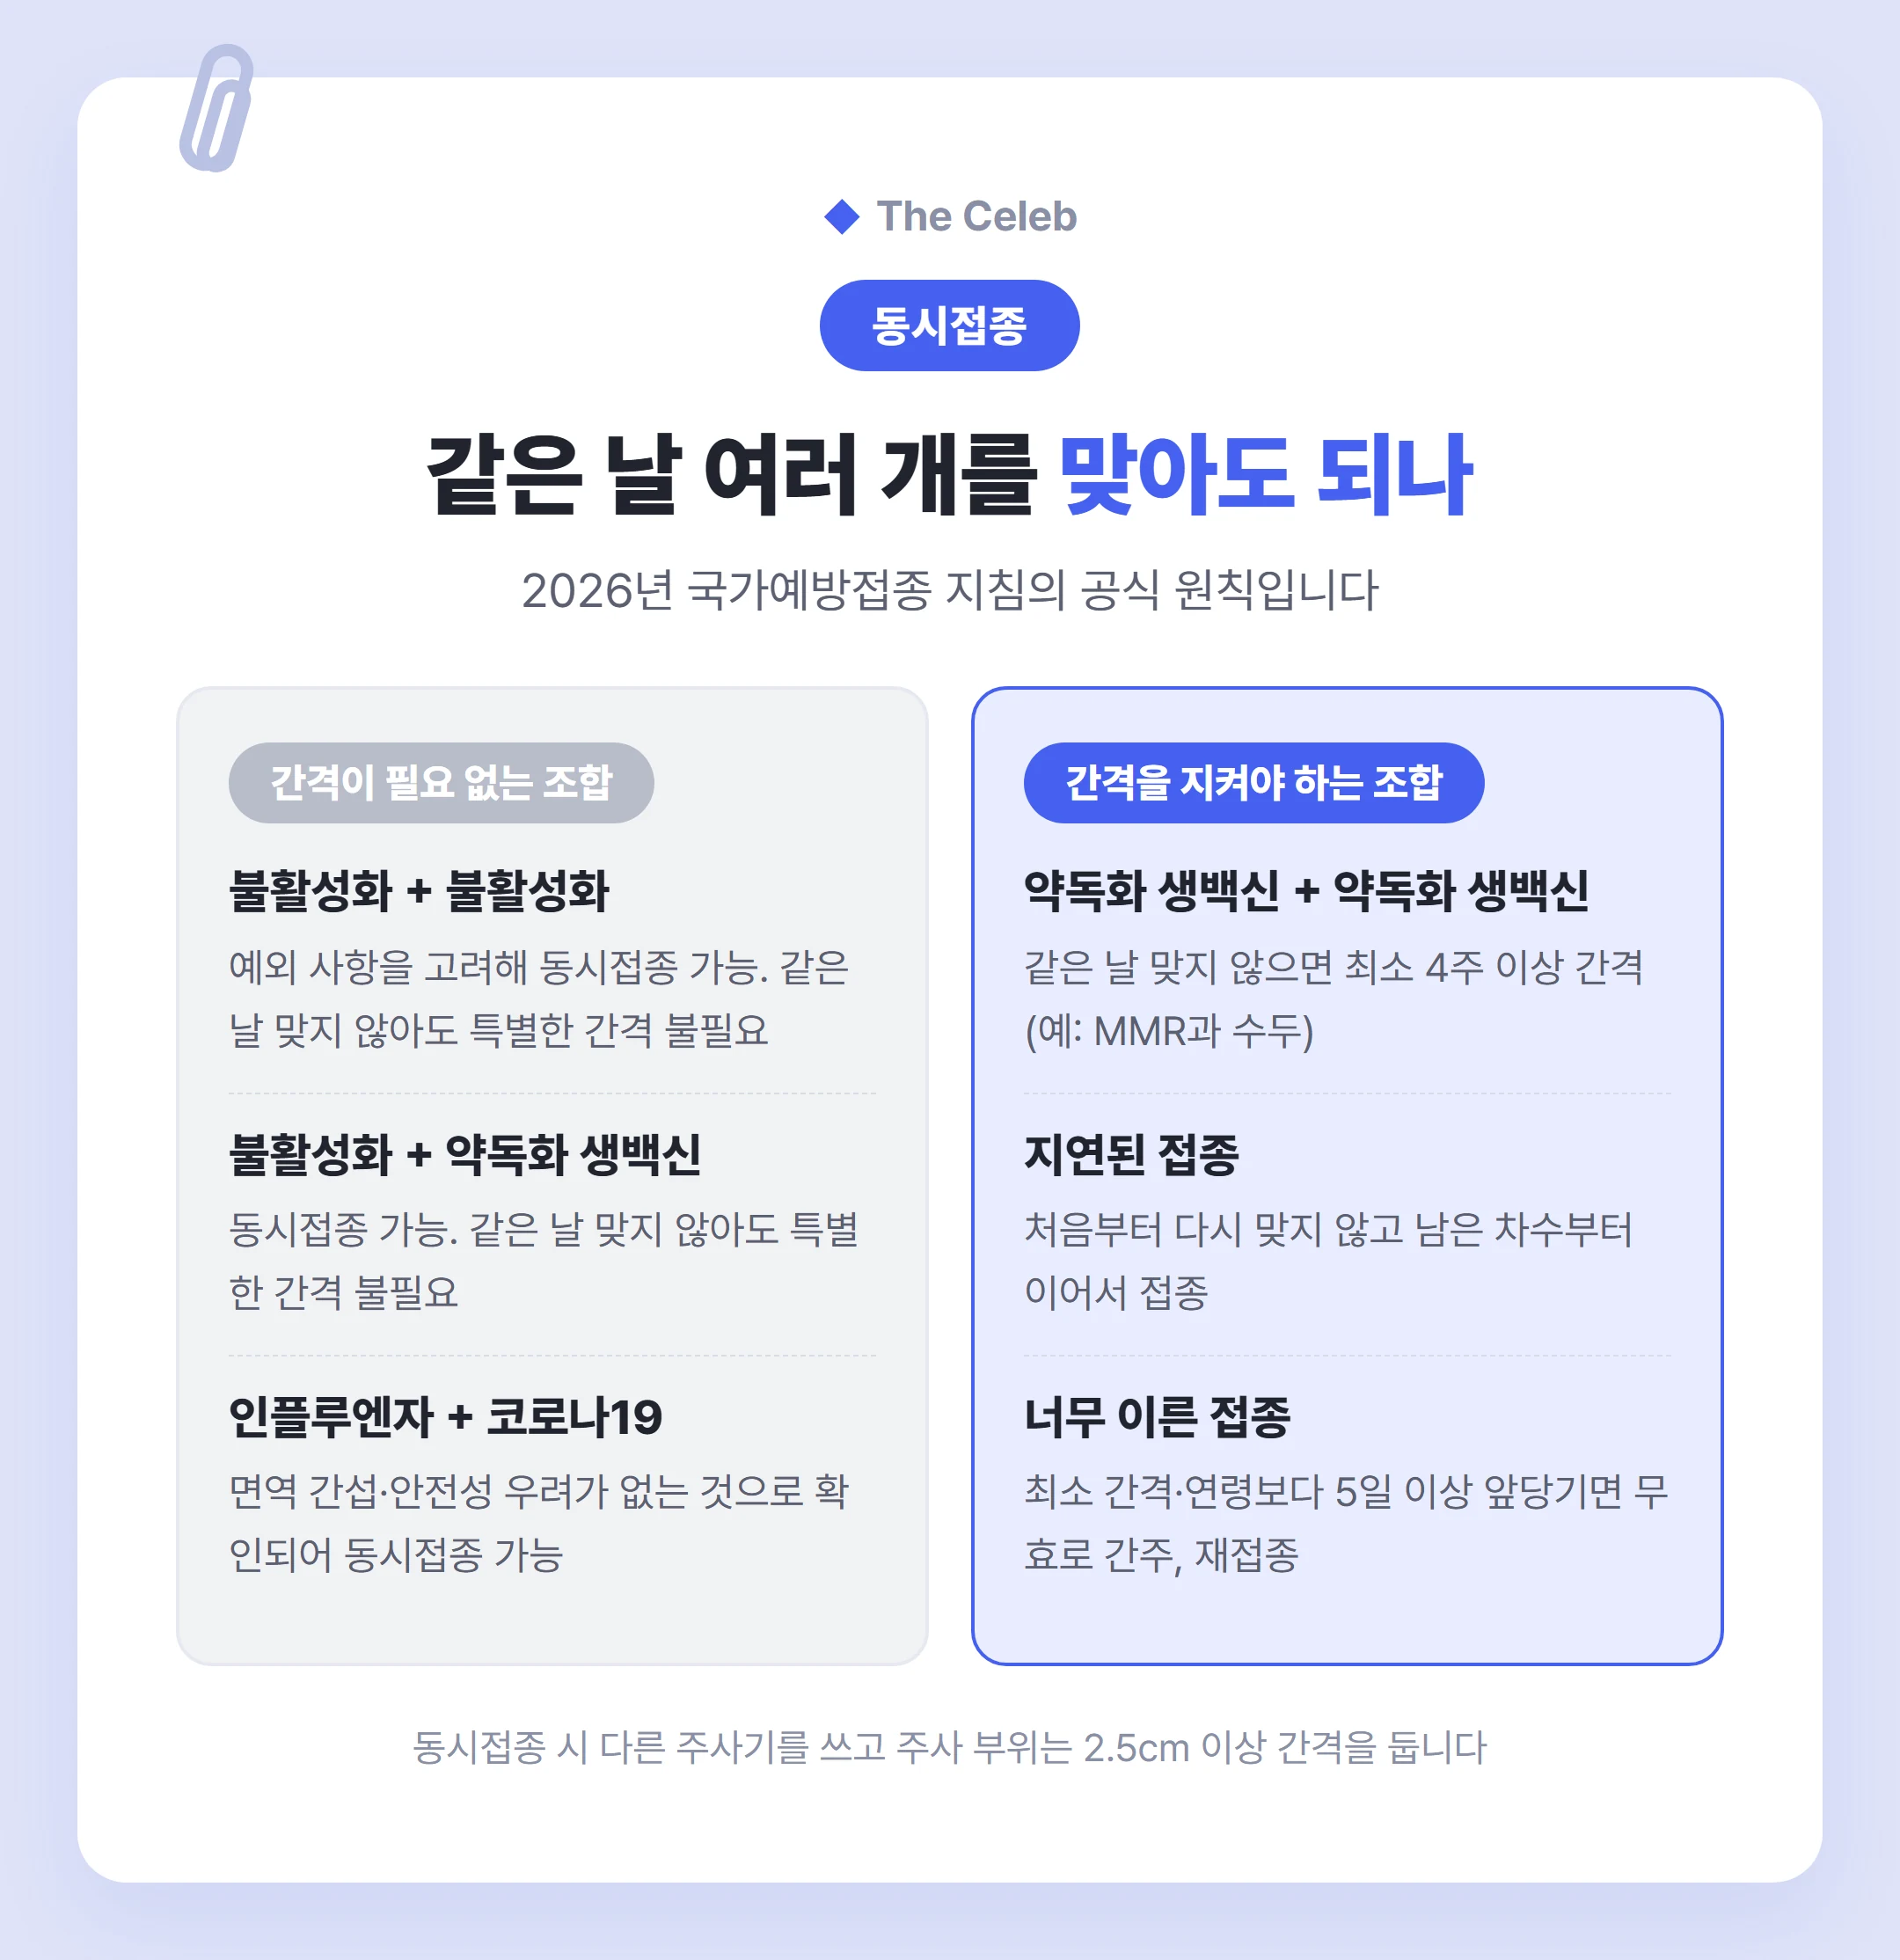 The Celeb
동시접종
같은 날 여러 개를 맞아도 되나
2026년 국가예방접종 지침의 공식 원칙입니다
간격이 필요 없는 조합
불활성화 + 불활성화
예외 사항을 고려해 동시접종 가능. 같은
날 맞지 않아도 특별한 간격 불필요
불활성화 + 약독화 생백신
동시접종 가능. 같은 날 맞지 않아도 특별
한 간격 불필요
인플루엔자 + 코로나19
면역 간섭·안전성 우려가 없는 것으로 확
인되어 동시접종 가능
간격을 지켜야 하는 조합
약독화 생백신 + 약독화 생백신
같은 날 맞지 않으면 최소 4주 이상 간격
(예: MMR과 수두)
지연된 접종
처음부터 다시 맞지 않고 남은 차수부터
이어서 접종
너무 이른 접종
최소 간격·연령보다 5일 이상 앞당기면 무
효로 간주, 재접종
동시접종 시 다른 주사기를 쓰고 주사 부위는 2.5cm 이상 간격을 둡니다